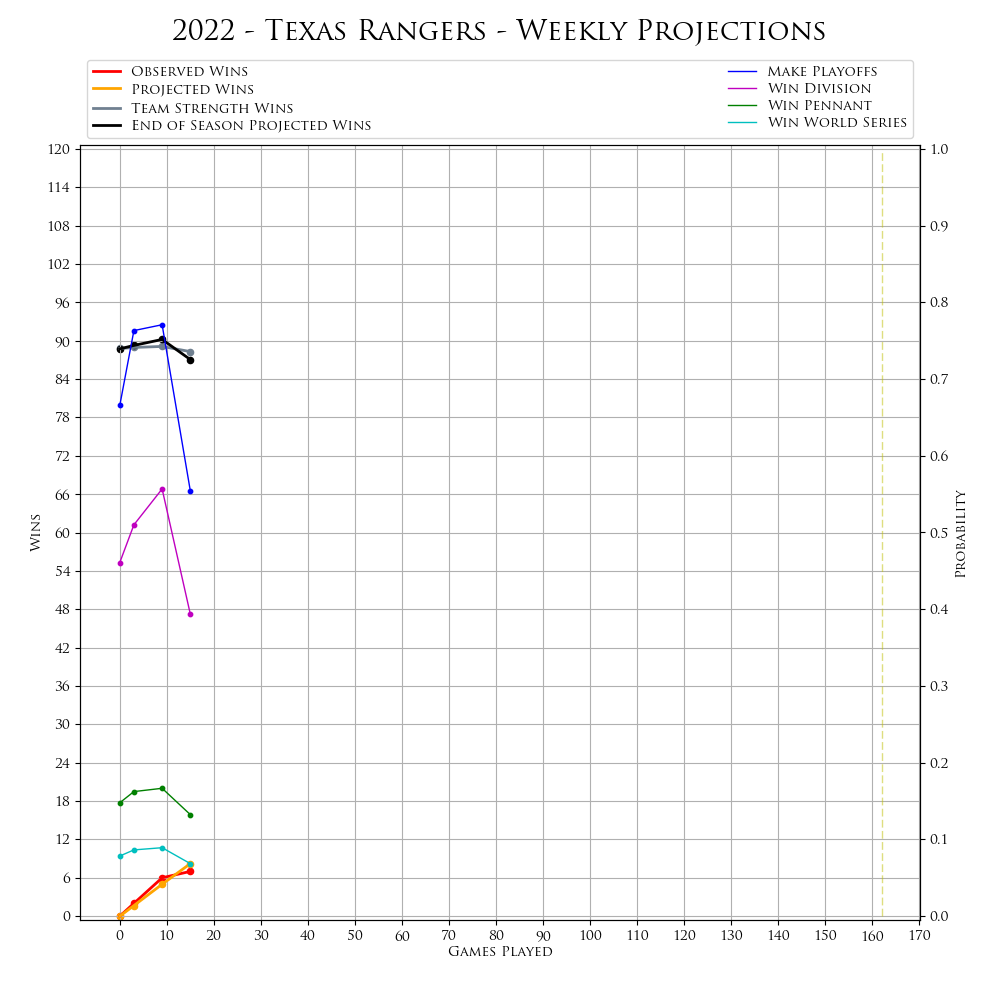 2022 - Texas Rangers - Weekly Projections
Observed Wins
Projected Wins
Team Strength Wins
End of Season Projected Wins
Make Playoffs
Win Division
Win Pennant
Win World Series
120
114
108
102
96
90
84
78
72
66
60
54
48
42
36
30
24
18
12
6
0
Wins
1.0
0.9
0.8
0.7
0.6
0.5
0.4
0.3
0.2
0.1
0.0
Probability
0 10 20 30 40 50 60 70 80 90 100 110 120 130 140 150 160 170
Games Played